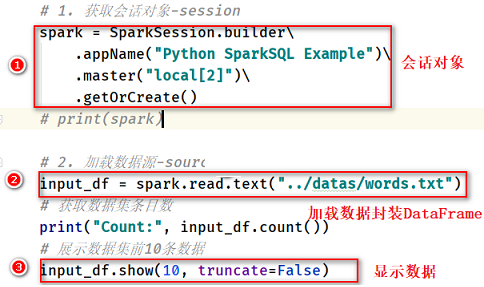 # 1. 获取会话对象-session
spark = SparkSession.builder\
.appName("Python SparkSQL Example")\
.master("local[2]")\
.getOrCreate()
① 会话对象
# print(spark)
# 2. 加载数据源-sourc
② input_df = spark.read.text("../datas/words.txt")
# 获取数据集条目数
加载数据封装DataFrame
print("Count:", input_df.count())
# 展示数据集前10条数据
③ input_df.show(10, truncate=False) 显示数据